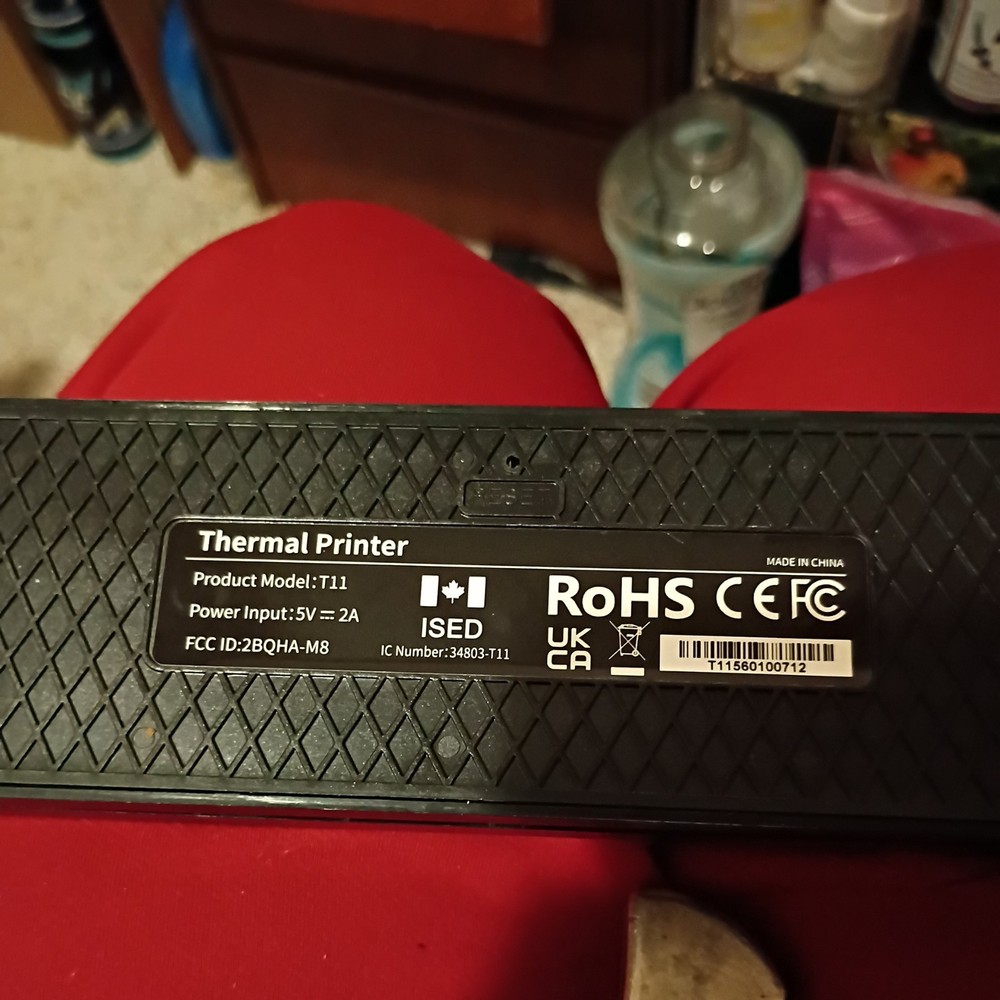 RESET
Thermal Printer
MADE IN CHINA
Product Model:T11
Power Input:5V⎓2A
FCC ID:2BQHA-M8
ISED
IC Number:34803-T11
RoHS CE FC
UK
CA
T11560100712